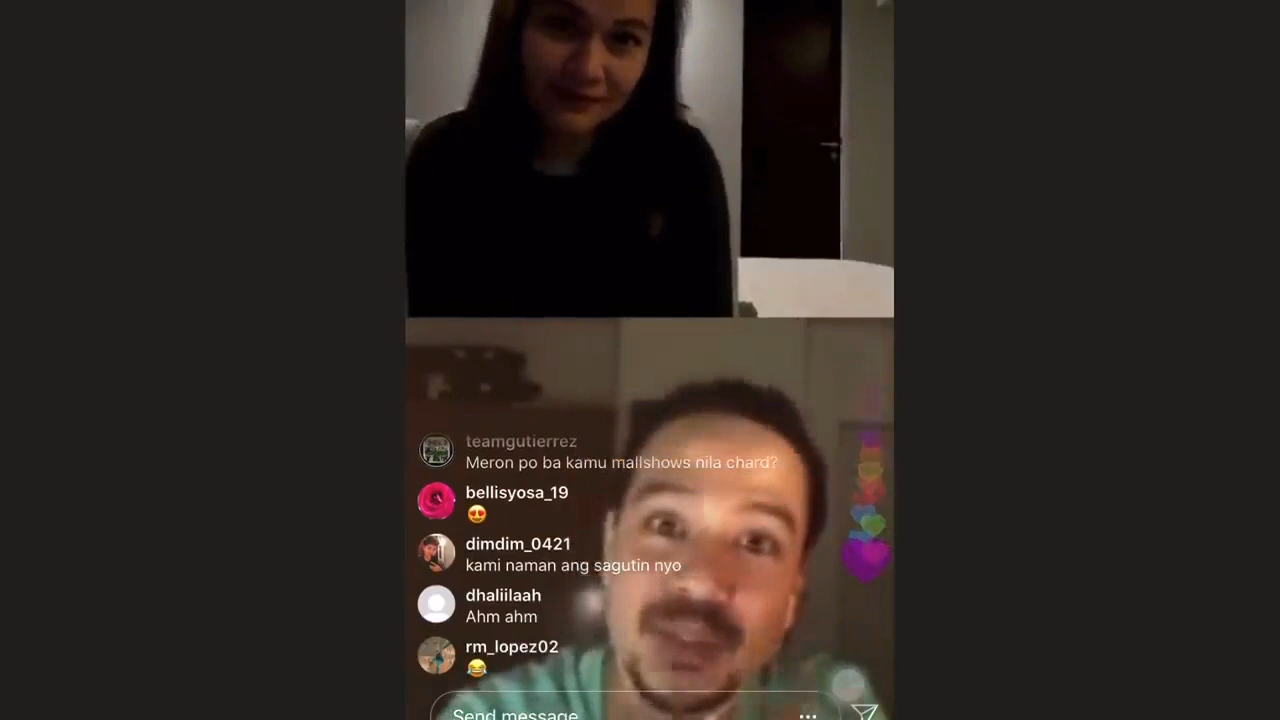 teamgutierrez
Meron po ba kamu mallshows nila chard?
bellisyosa_19
😍
dimdim_0421
kami naman ang sagutin nyo
dhaliilaah
Ahm ahm
rm_lopez02
😂
Send message